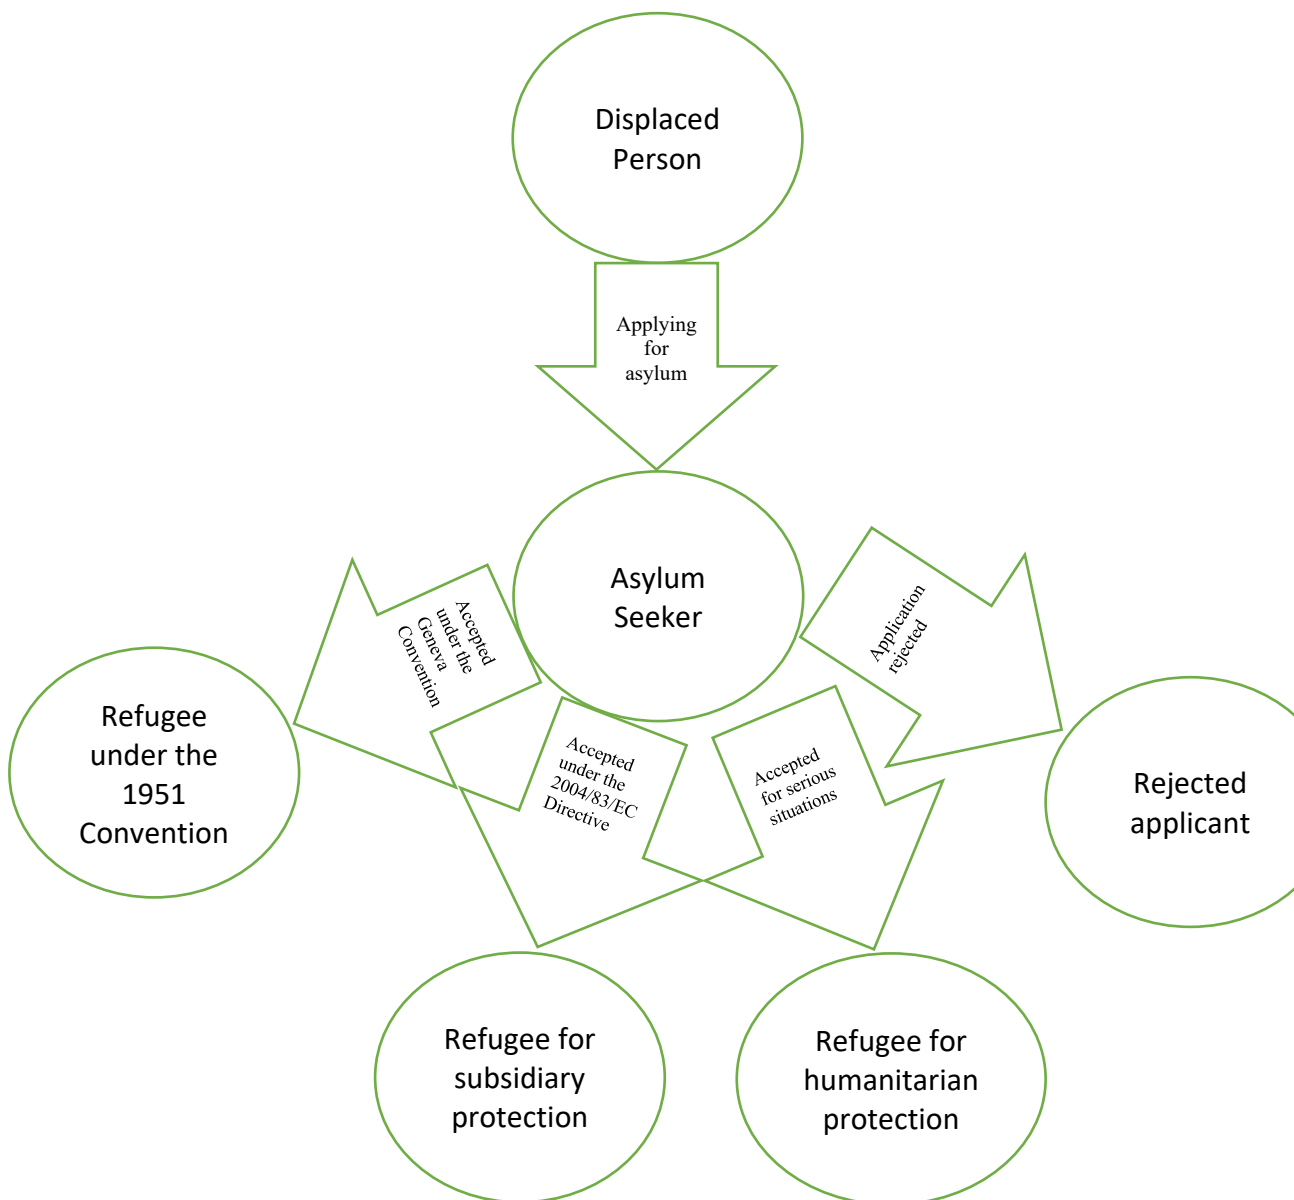 Displaced
Person
Applying
for
asylum
Asylum
Seeker
Accepted
under the
Geneva
Convention
Accepted
under the
2004/83/EC
Directive
Accepted
for serious
situations
Application
rejected
Refugee
under the
1951
Convention
Refugee for
subsidiary
protection
Refugee for
humanitarian
protection
Rejected
applicant